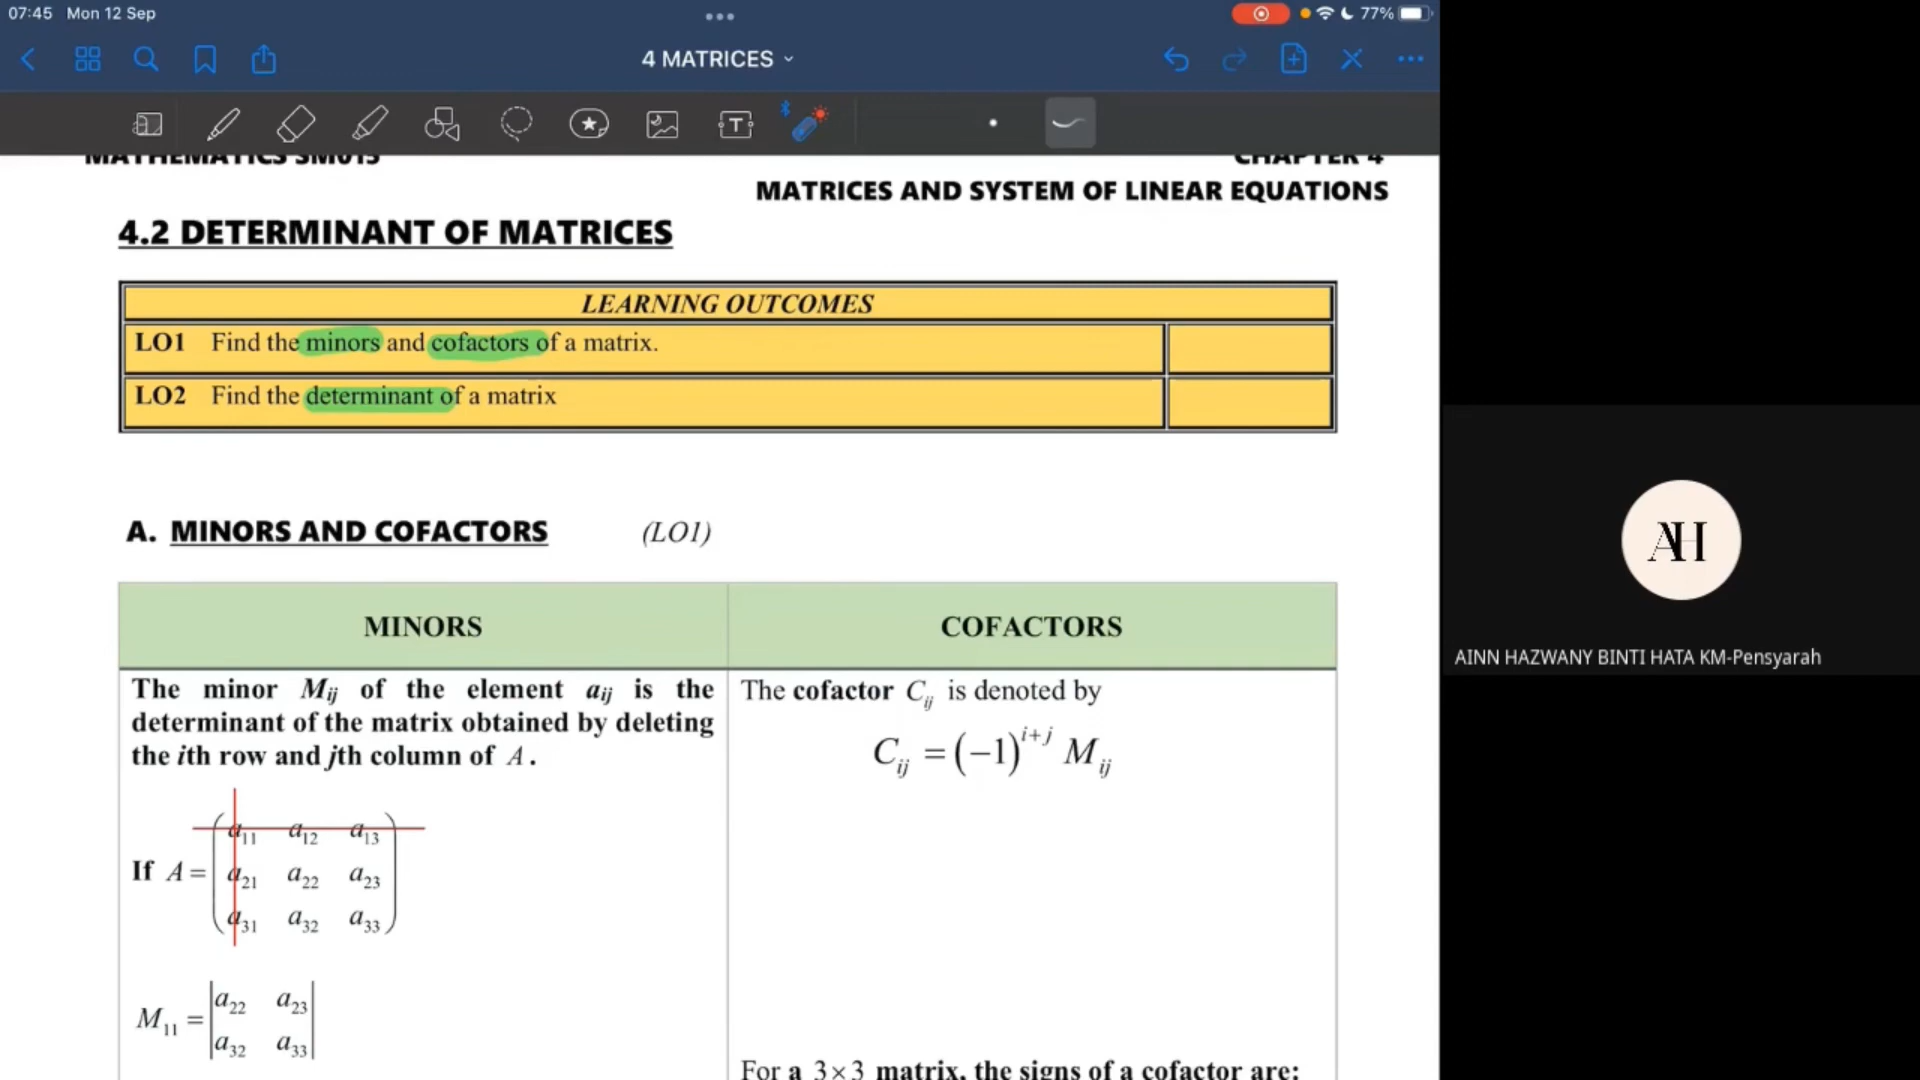 07:45 Mon 12 Sep
77%
4 MATRICES
T
MATHEMATICS SM015
CHAPTER 4
MATRICES AND SYSTEM OF LINEAR EQUATIONS
4.2 DETERMINANT OF MATRICES
LEARNING OUTCOMES
LO1 Find the minors and cofactors of a matrix.
LO2 Find the determinant of a matrix
A. MINORS AND COFACTORS (LO1)
MINORS
The minor Mij of the element aij is the
determinant of the matrix obtained by deleting
the ith row and jth column of A.
If A = ( a11 a12 a13
a21 a22 a23
a31 a32 a33 )
M11 = | a22 a23
a32 a33 |
COFACTORS
The cofactor Cij is denoted by
Cij = (−1)^(i+j) Mij
For a 3×3 matrix, the signs of a cofactor are:
AH
AINN HAZWANY BINTI HATA KM-Pensyarah